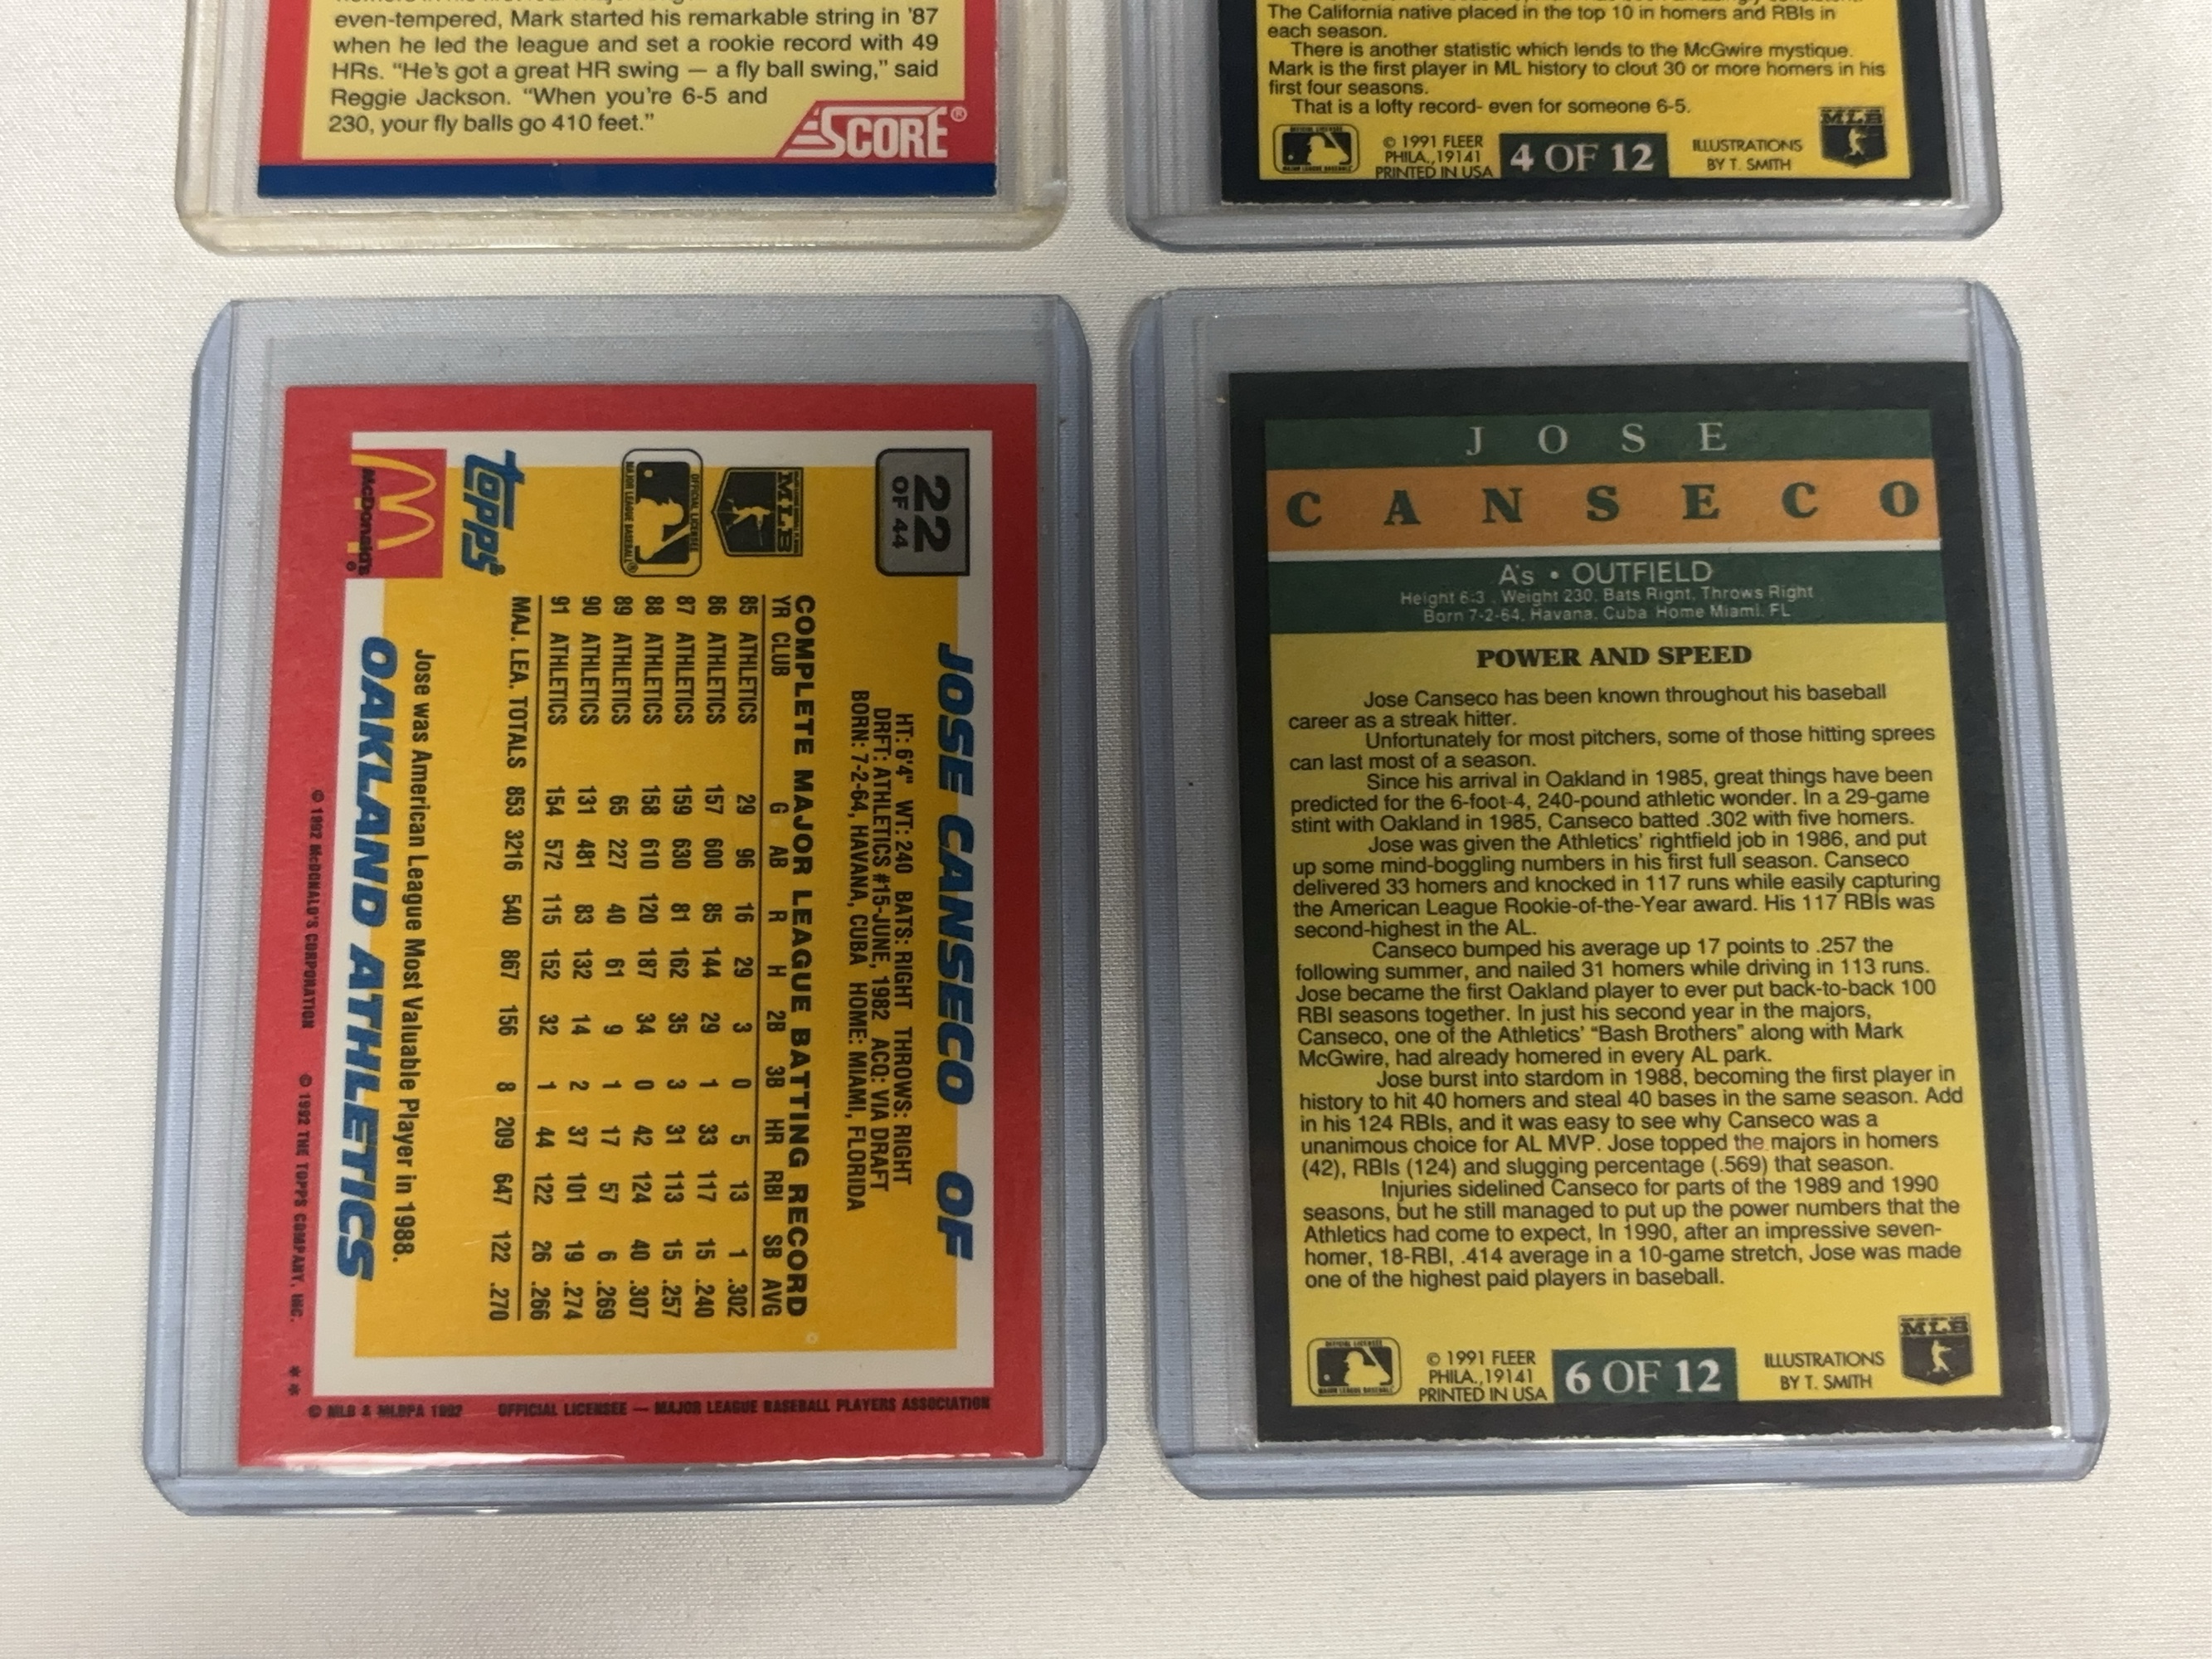 even-tempered, Mark started his remarkable string in '87
when he led the league and set a rookie record with 49
HRs. "He's got a great HR swing — a fly ball swing," said
Reggie Jackson. "When you're 6-5 and
230, your fly balls go 410 feet."
SCORE®
The California native placed in the top 10 in homers and RBIs in
each season.
There is another statistic which lends to the McGwire mystique.
Mark is the first player in ML history to clout 30 or more homers in his
first four seasons.
That is a lofty record- even for someone 6-5.
© 1991 FLEER
PHILA., 19141
PRINTED IN USA
4 OF 12
ILLUSTRATIONS
BY T. SMITH
MLB
22
OF 44
MLB
OFFICIAL LICENSEE
MAJOR LEAGUE BASEBALL®
TOPPS®
McDonald's®
JOSE CANSECO OF
HT: 6'4" WT: 240 BATS: RIGHT THROWS: RIGHT
DRFT: ATHLETICS #15-JUNE, 1982 ACQ: VIA DRAFT
BORN: 7-2-64, HAVANA, CUBA HOME: MIAMI, FLORIDA
COMPLETE MAJOR LEAGUE BATTING RECORD
YR CLUB G AB R H 2B 3B HR RBI SB AVG
85 ATHLETICS 29 96 16 29 3 0 5 13 1 .302
86 ATHLETICS 157 600 85 144 29 1 33 117 15 .240
87 ATHLETICS 159 630 81 162 35 3 31 113 15 .257
88 ATHLETICS 158 610 120 187 34 0 42 124 40 .307
89 ATHLETICS 65 227 40 61 9 1 17 57 6 .269
90 ATHLETICS 131 481 83 132 14 2 37 101 19 .274
91 ATHLETICS 154 572 115 152 32 1 44 122 26 .266
MAJ. LEA. TOTALS 853 3216 540 867 156 8 209 647 122 .270
Jose was American League Most Valuable Player in 1988.
OAKLAND ATHLETICS
© 1992 McDONALD'S CORPORATION © 1992 THE TOPPS COMPANY, INC. **
© MLB & MLBPA 1992 OFFICIAL LICENSEE — MAJOR LEAGUE BASEBALL PLAYERS ASSOCIATION
JOSE
CANSECO
A's • OUTFIELD
Height 6:3 . Weight 230. Bats Right. Throws Right
Born 7-2-64, Havana, Cuba Home Miami, FL
POWER AND SPEED
Jose Canseco has been known throughout his baseball
career as a streak hitter.
Unfortunately for most pitchers, some of those hitting sprees
can last most of a season.
Since his arrival in Oakland in 1985, great things have been
predicted for the 6-foot-4, 240-pound athletic wonder. In a 29-game
stint with Oakland in 1985, Canseco batted .302 with five homers.
Jose was given the Athletics' rightfield job in 1986, and put
up some mind-boggling numbers in his first full season. Canseco
delivered 33 homers and knocked in 117 runs while easily capturing
the American League Rookie-of-the-Year award. His 117 RBIs was
second-highest in the AL.
Canseco bumped his average up 17 points to .257 the
following summer, and nailed 31 homers while driving in 113 runs.
Jose became the first Oakland player to ever put back-to-back 100
RBI seasons together. In just his second year in the majors,
Canseco, one of the Athletics' "Bash Brothers" along with Mark
McGwire, had already homered in every AL park.
Jose burst into stardom in 1988, becoming the first player in
history to hit 40 homers and steal 40 bases in the same season. Add
in his 124 RBIs, and it was easy to see why Canseco was a
unanimous choice for AL MVP. Jose topped the majors in homers
(42), RBIs (124) and slugging percentage (.569) that season.
Injuries sidelined Canseco for parts of the 1989 and 1990
seasons, but he still managed to put up the power numbers that the
Athletics had come to expect, In 1990, after an impressive seven-
homer, 18-RBI, .414 average in a 10-game stretch, Jose was made
one of the highest paid players in baseball.
© 1991 FLEER
PHILA., 19141
PRINTED IN USA
6 OF 12
ILLUSTRATIONS
BY T. SMITH
MLB